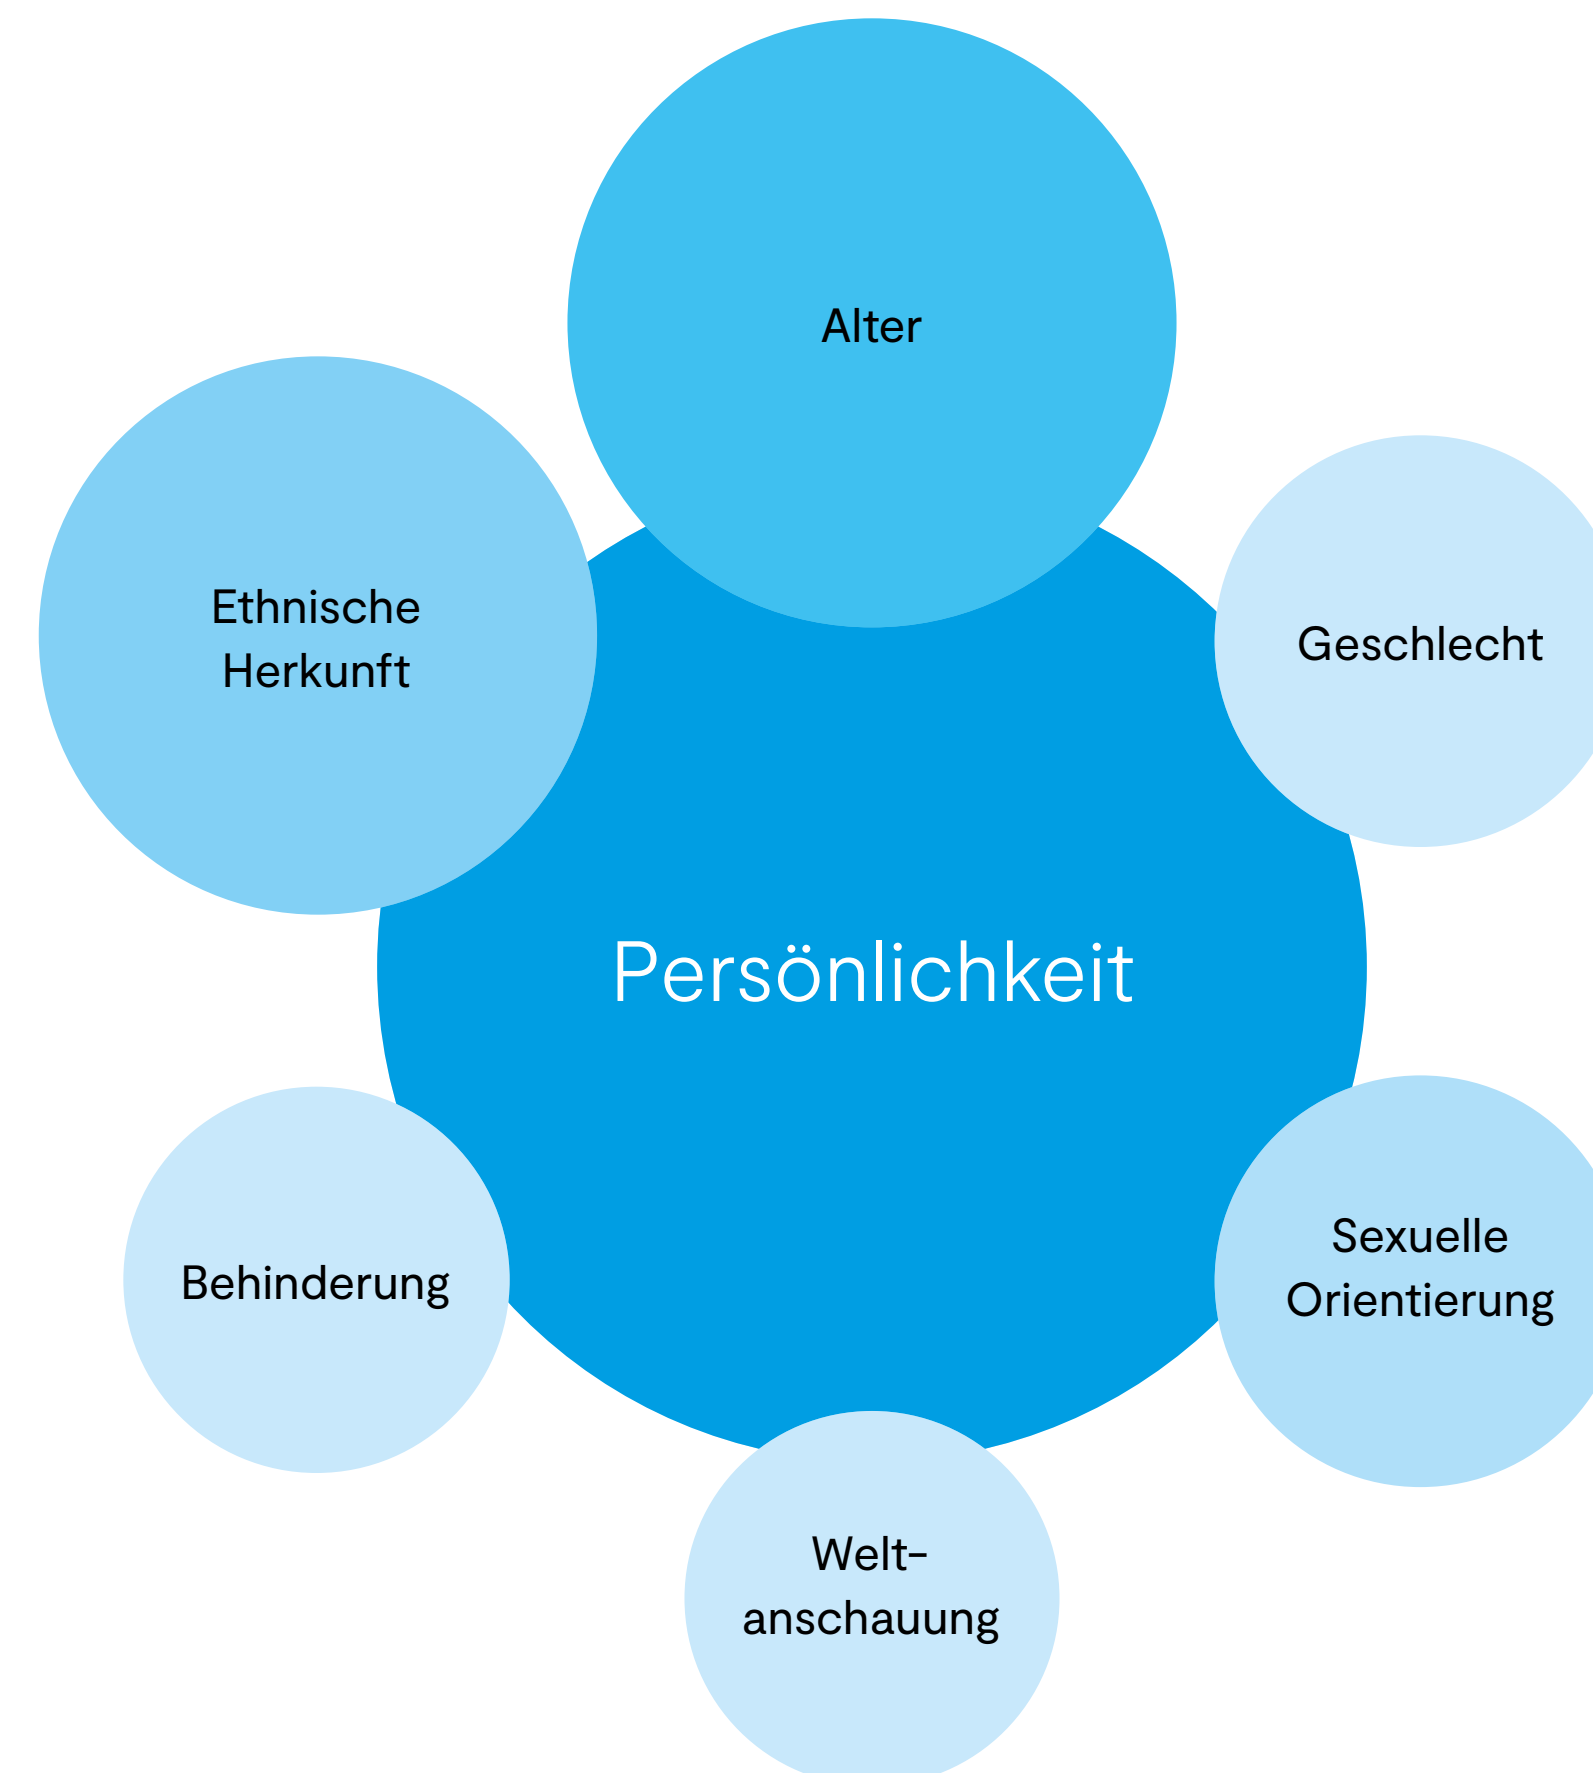 Alter
Ethnische
Herkunft
Geschlecht
Persönlichkeit
Behinderung
Sexuelle
Orientierung
Welt-
anschauung